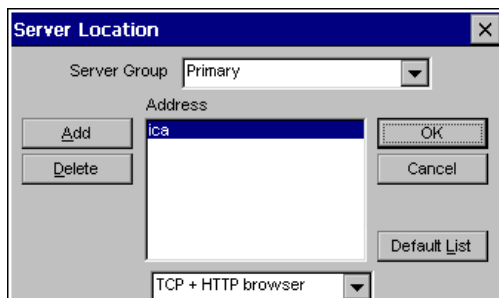 Server Location
Server Group Primary
Address
Add ica OK
Delete Cancel
Default List
TCP + HTTP browser